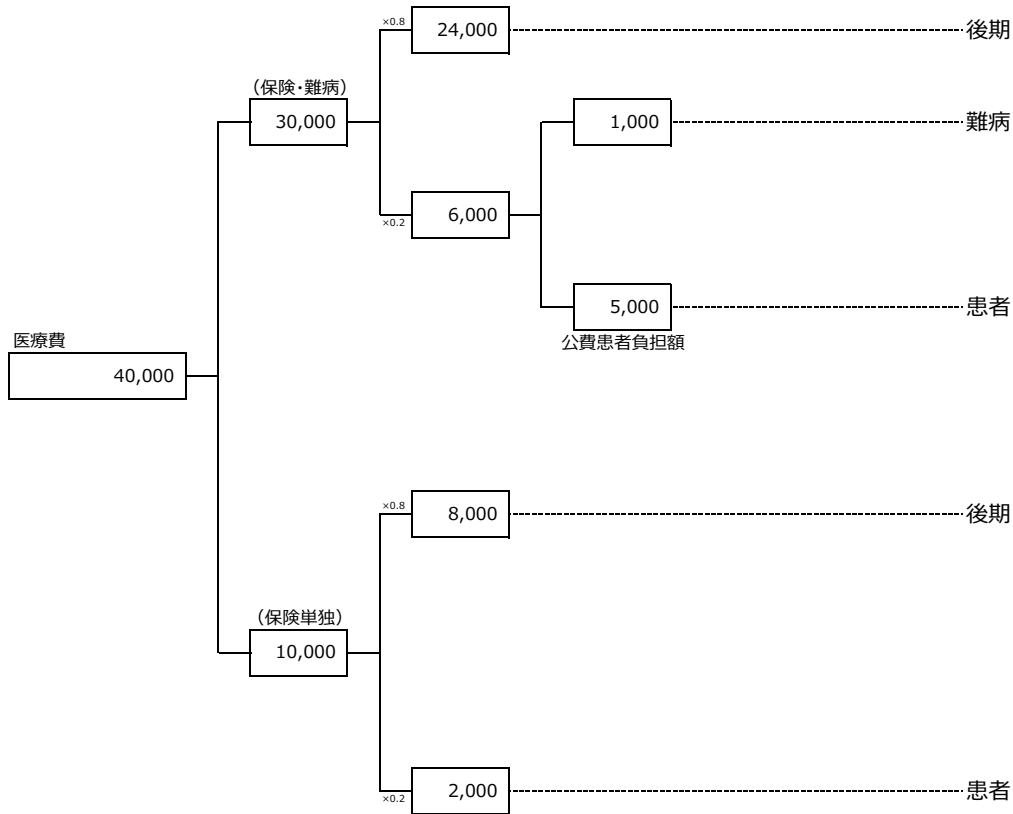 ×0.8
24,000
後期
（保険・難病）
30,000
1,000
難病
×0.2
6,000
5,000
患者
公費患者負担額
医療費
40,000
×0.8
8,000
後期
（保険単独）
10,000
×0.2
2,000
患者